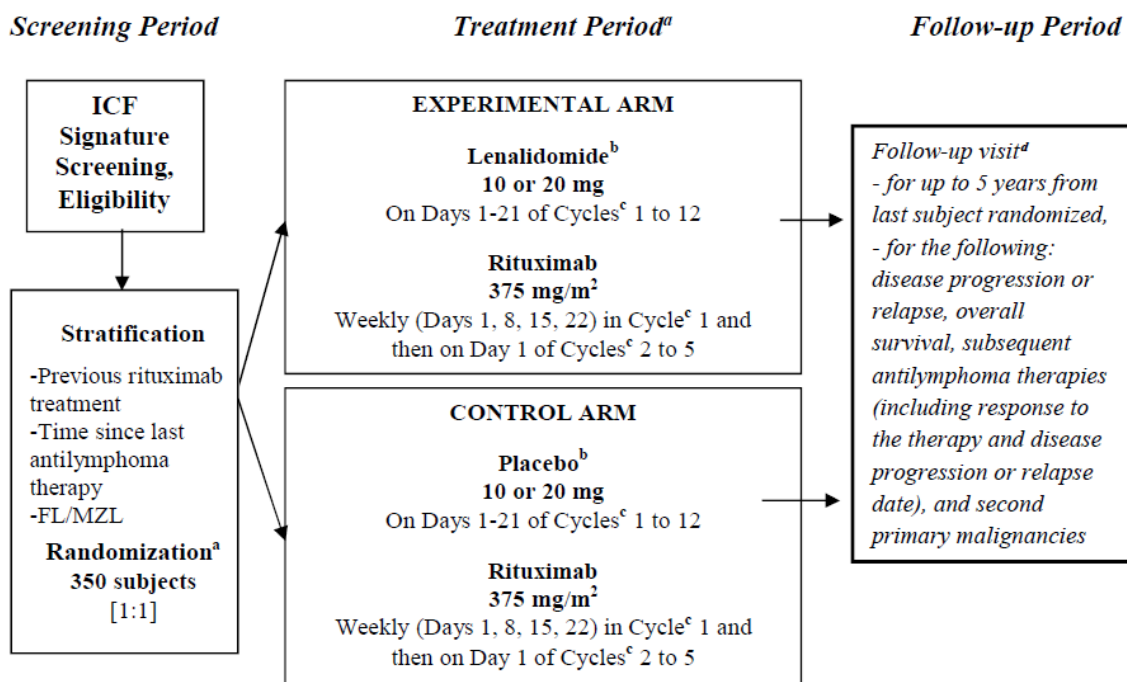 Screening Period
Treatment Periodᵃ
Follow-up Period
ICF
Signature
Screening,
Eligibility
Stratification
-Previous rituximab
treatment
-Time since last
antilymphoma
therapy
-FL/MZL
Randomizationᵃ
350 subjects
[1:1]
EXPERIMENTAL ARM
Lenalidomideᵇ
10 or 20 mg
On Days 1-21 of Cyclesᶜ 1 to 12
Rituximab
375 mg/m²
Weekly (Days 1, 8, 15, 22) in Cycleᶜ 1 and
then on Day 1 of Cyclesᶜ 2 to 5
CONTROL ARM
Placeboᵇ
10 or 20 mg
On Days 1-21 of Cyclesᶜ 1 to 12
Rituximab
375 mg/m²
Weekly (Days 1, 8, 15, 22) in Cycleᶜ 1 and
then on Day 1 of Cyclesᶜ 2 to 5
Follow-up visitᵈ
- for up to 5 years from
last subject randomized,
- for the following:
disease progression or
relapse, overall
survival, subsequent
antilymphoma therapies
(including response to
the therapy and disease
progression or relapse
date), and second
primary malignancies